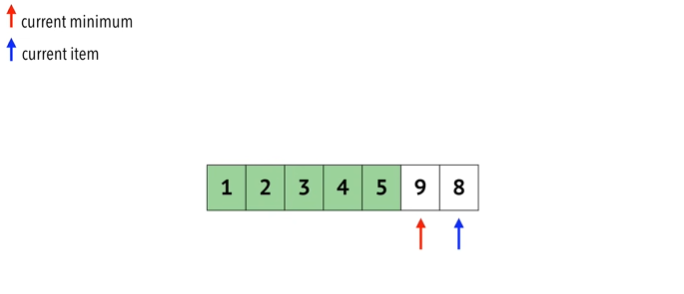 current minimum
current item
1 2 3 4 5 9 8